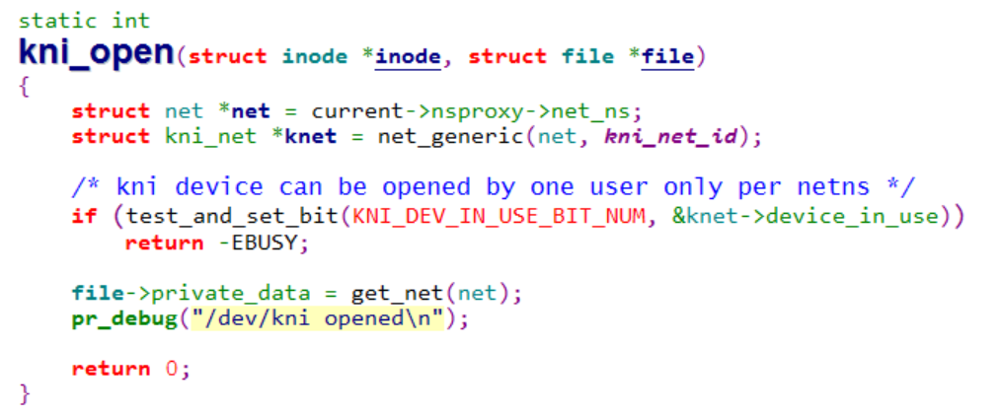 static int
kni_open(struct inode *inode, struct file *file)
{
    struct net *net = current->nsproxy->net_ns;
    struct kni_net *knet = net_generic(net, kni_net_id);

    /* kni device can be opened by one user only per netns */
    if (test_and_set_bit(KNI_DEV_IN_USE_BIT_NUM, &knet->device_in_use))
        return -EBUSY;

    file->private_data = get_net(net);
    pr_debug("/dev/kni opened\n");

    return 0;
}